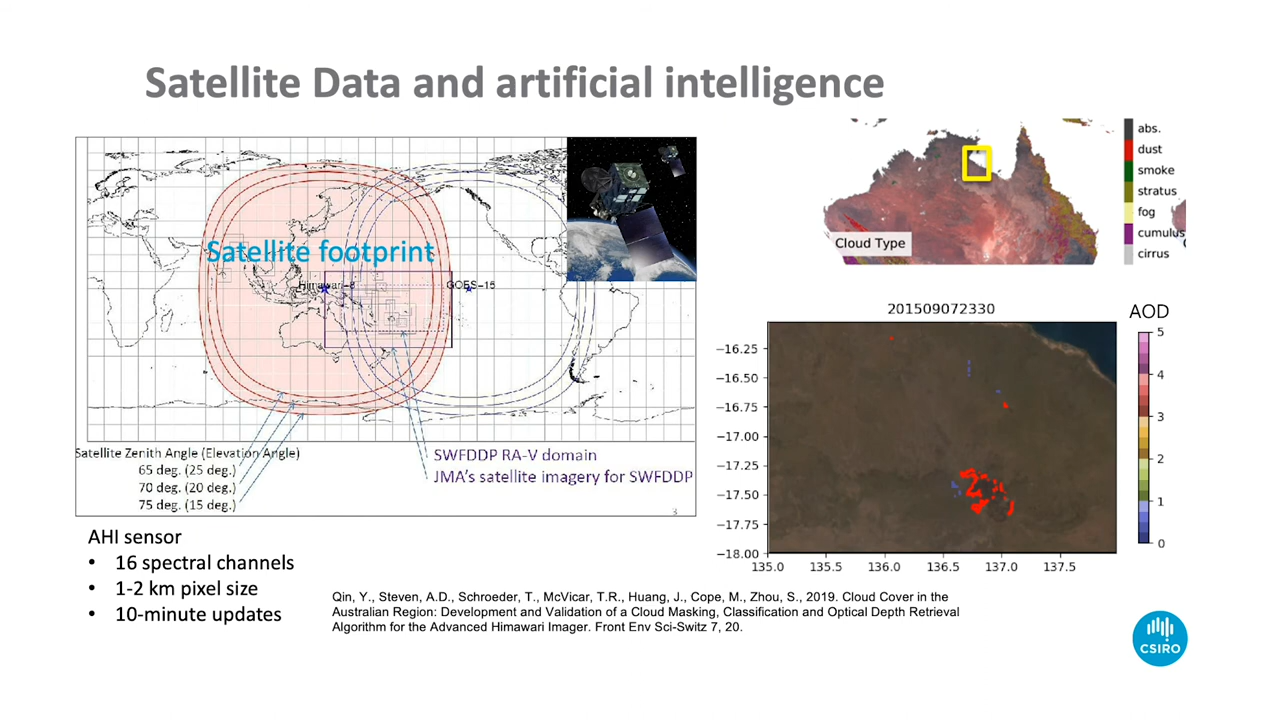 Satellite Data and artificial intelligence
Satellite footprint
Himawari-8
GOES-15
Satellite Zenith Angle (Elevation Angle)
65 deg. (25 deg.)
70 deg. (20 deg.)
75 deg. (15 deg.)
SWFDDP RA-V domain
JMA's satellite imagery for SWFDDP
3
AHI sensor
• 16 spectral channels
• 1-2 km pixel size
• 10-minute updates
Cloud Type
abs.
dust
smoke
stratus
fog
cumulus
cirrus
201509072330
AOD
−16.25
−16.50
−16.75
−17.00
−17.25
−17.50
−17.75
−18.00
135.0 135.5 136.0 136.5 137.0 137.5
5
4
3
2
1
0
Qin, Y., Steven, A.D., Schroeder, T., McVicar, T.R., Huang, J., Cope, M., Zhou, S., 2019. Cloud Cover in the
Australian Region: Development and Validation of a Cloud Masking, Classification and Optical Depth Retrieval
Algorithm for the Advanced Himawari Imager. Front Env Sci-Switz 7, 20.
CSIRO